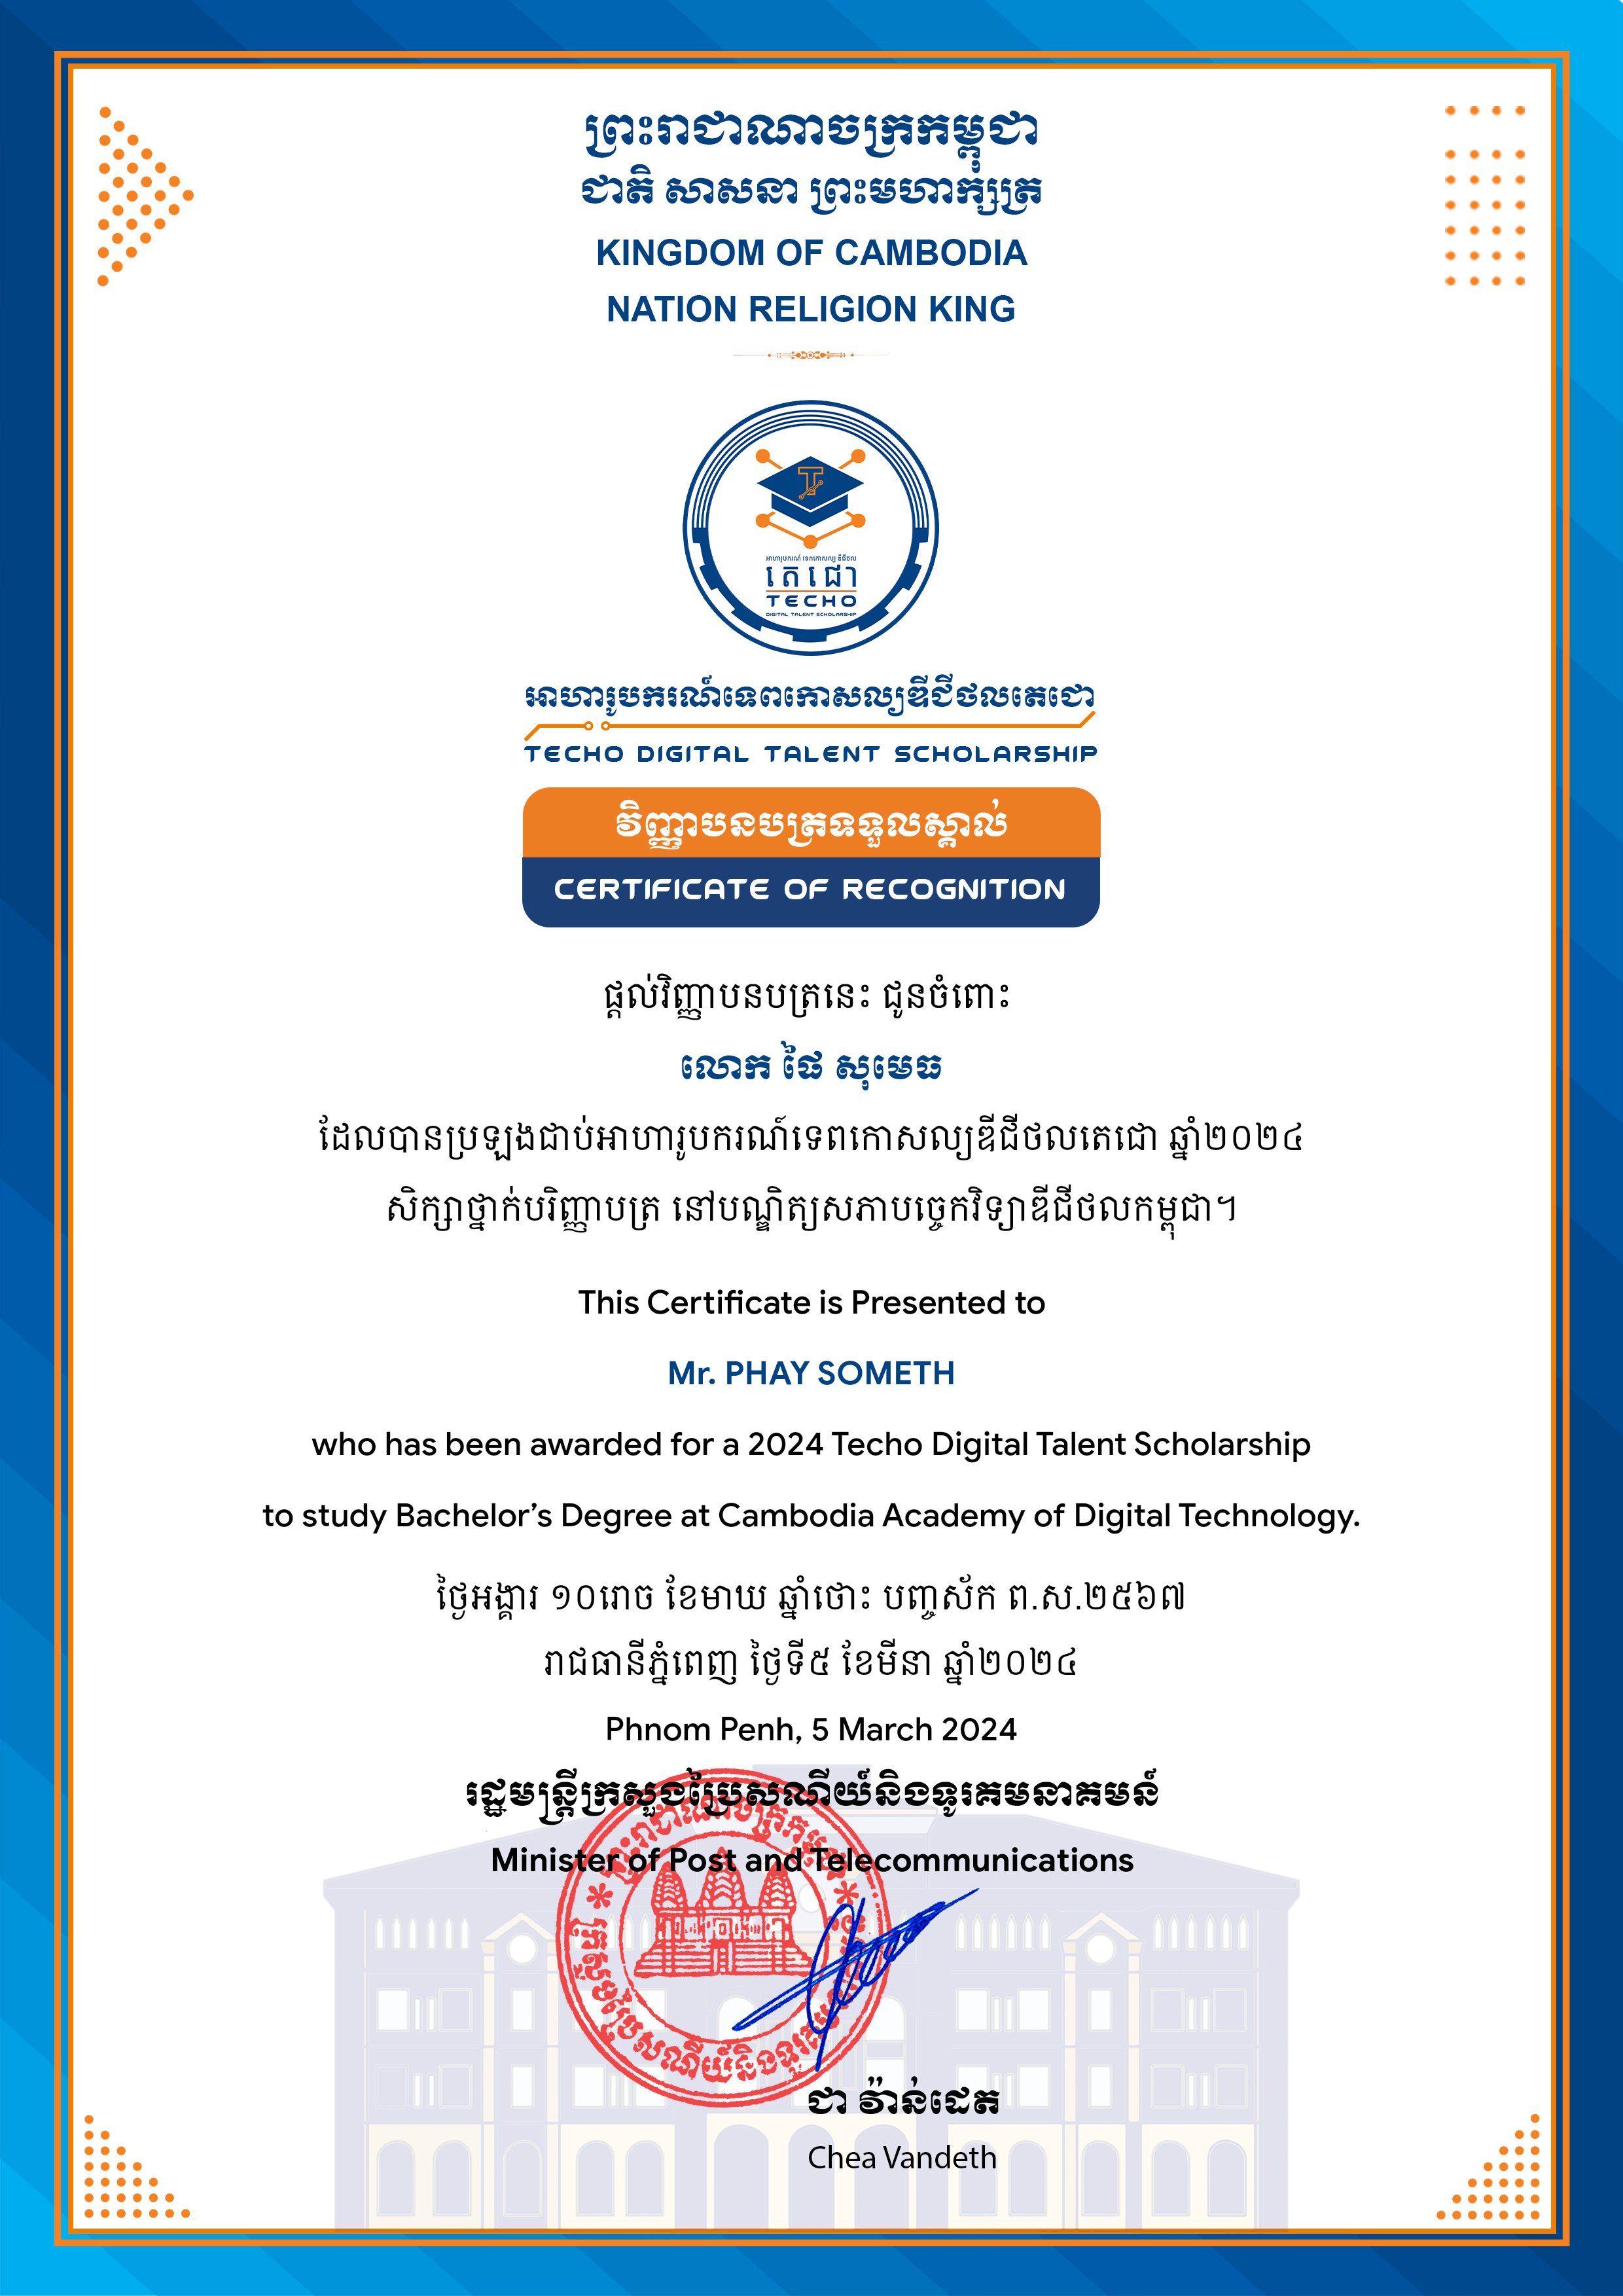 ព្រះរាជាណាចក្រកម្ពុជា
ជាតិ សាសនា ព្រះមហាក្សត្រ
KINGDOM OF CAMBODIA
NATION RELIGION KING
T
អាហារូបករណ៍ ទេពកោសល្យ ឌីជីថល
តេជោ
TECHO
DIGITAL TALENT SCHOLARSHIP
អាហារូបករណ៍ទេពកោសល្យឌីជីថលតេជោ
TECHO DIGITAL TALENT SCHOLARSHIP
វិញ្ញាបនបត្រទទួលស្គាល់
CERTIFICATE OF RECOGNITION
ផ្តល់វិញ្ញាបនបត្រនេះ ជូនចំពោះ
លោក ផៃ សុមេធ
ដែលបានប្រឡងជាប់អាហារូបករណ៍ទេពកោសល្យឌីជីថលតេជោ ឆ្នាំ២០២៤
សិក្សាថ្នាក់បរិញ្ញាបត្រ នៅបណ្ឌិត្យសភាបច្ចេកវិទ្យាឌីជីថលកម្ពុជា។
This Certificate is Presented to
Mr. PHAY SOMETH
who has been awarded for a 2024 Techo Digital Talent Scholarship
to study Bachelor’s Degree at Cambodia Academy of Digital Technology.
ថ្ងៃអង្គារ ១០រោច ខែមាឃ ឆ្នាំថោះ បញ្ចស័ក ព.ស.២៥៦៧
រាជធានីភ្នំពេញ ថ្ងៃទី៥ ខែមីនា ឆ្នាំ២០២៤
Phnom Penh, 5 March 2024
រដ្ឋមន្ត្រីក្រសួងប្រៃសណីយ៍និងទូរគមនាគមន៍
Minister of Post and Telecommunications
ព្រះរាជាណាចក្រកម្ពុជា
ជា វ៉ាន់ដេត
Chea Vandeth